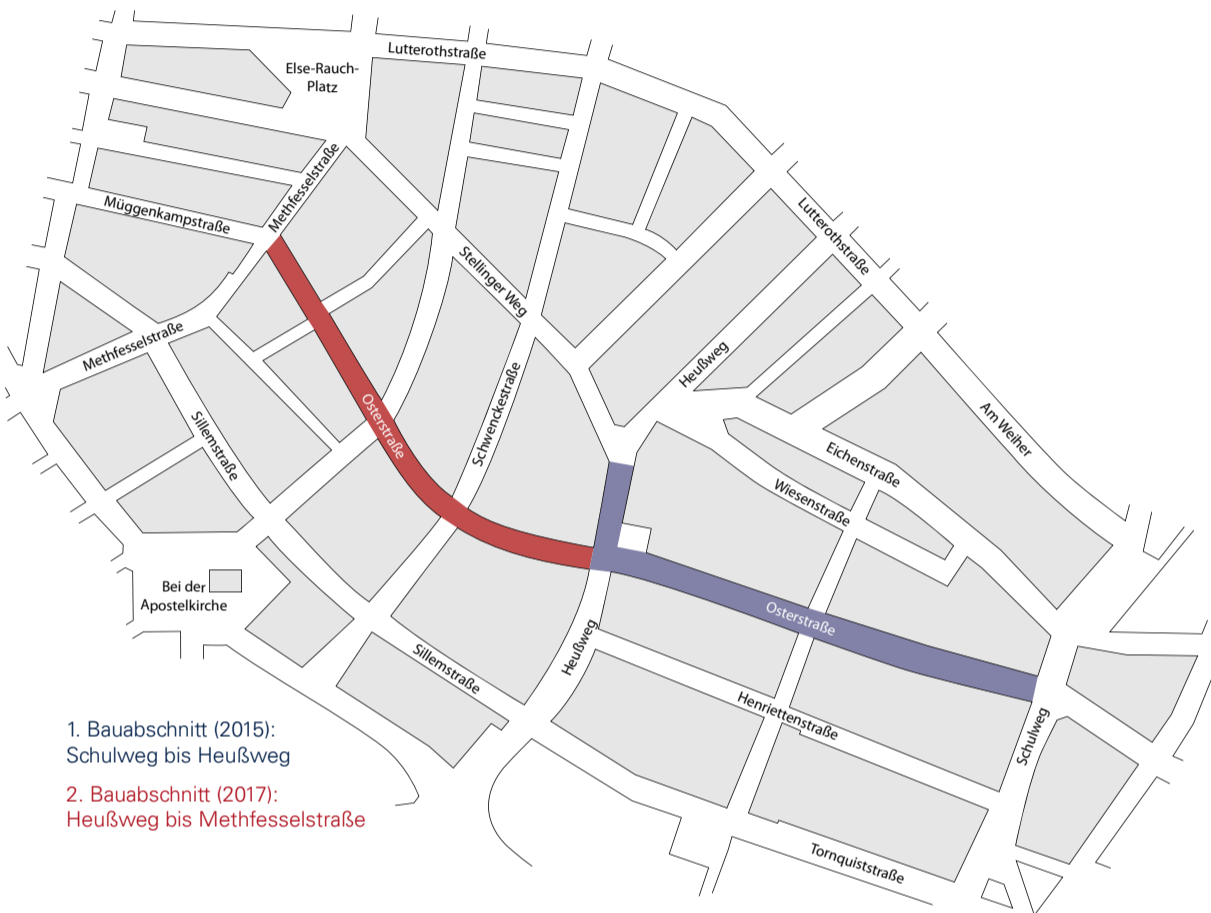 Lutterothstraße
Else-Rauch-
Platz
Methfesselstraße
Müggenkampstraße
Lutterothstraße
Stellinger Weg
Methfesselstraße
Heußweg
Osterstraße
Schwenckestraße
Sillemstraße
Am Weiher
Eichenstraße
Wiesenstraße
Bei der
Apostelkirche
Osterstraße
Heußweg
Sillemstraße
Henriettenstraße
Schulweg
Tornquiststraße
1. Bauabschnitt (2015):
Schulweg bis Heußweg
2. Bauabschnitt (2017):
Heußweg bis Methfesselstraße